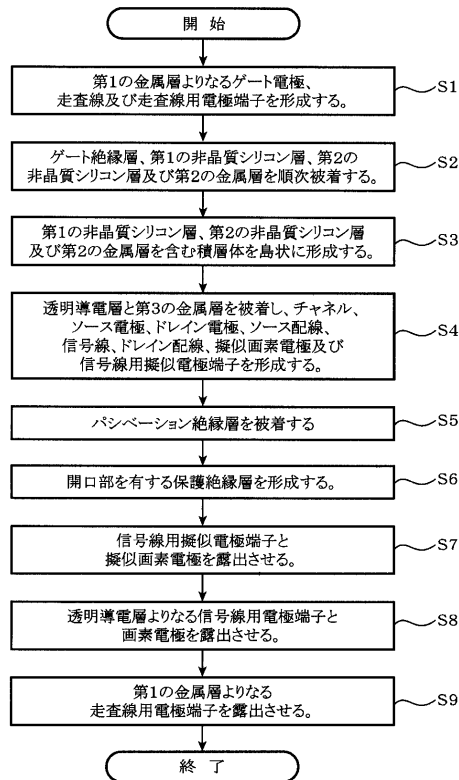 開始
第1の金属層よりなるゲート電極、
走査線及び走査線用電極端子を形成する。
S1
ゲート絶縁層、第1の非晶質シリコン層、第2の
非晶質シリコン層及び第2の金属層を順次被着する。
S2
第1の非晶質シリコン層、第2の非晶質シリコン層
及び第2の金属層を含む積層体を島状に形成する。
S3
透明導電層と第3の金属層を被着し、チャネル、
ソース電極、ドレイン電極、ソース配線、
信号線、ドレイン配線、擬似画素電極及び
信号線用擬似電極端子を形成する。
S4
パシベーション絶縁層を被着する
S5
開口部を有する保護絶縁層を形成する。
S6
信号線用擬似電極端子と
擬似画素電極を露出させる。
S7
透明導電層よりなる信号線用電極端子と
画素電極を露出させる。
S8
第1の金属層よりなる
走査線用電極端子を露出させる。
S9
終了